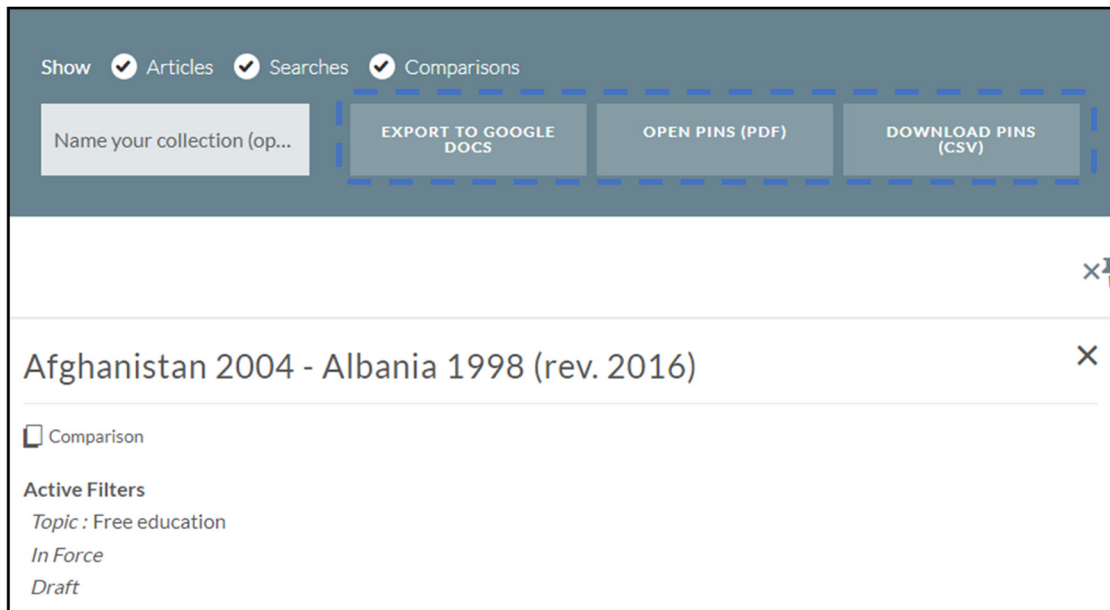 Show Articles Searches Comparisons
Name your collection (op...
EXPORT TO GOOGLE
DOCS
OPEN PINS (PDF)
DOWNLOAD PINS
(CSV)
Afghanistan 2004 - Albania 1998 (rev. 2016)
Comparison
Active Filters
Topic : Free education
In Force
Draft